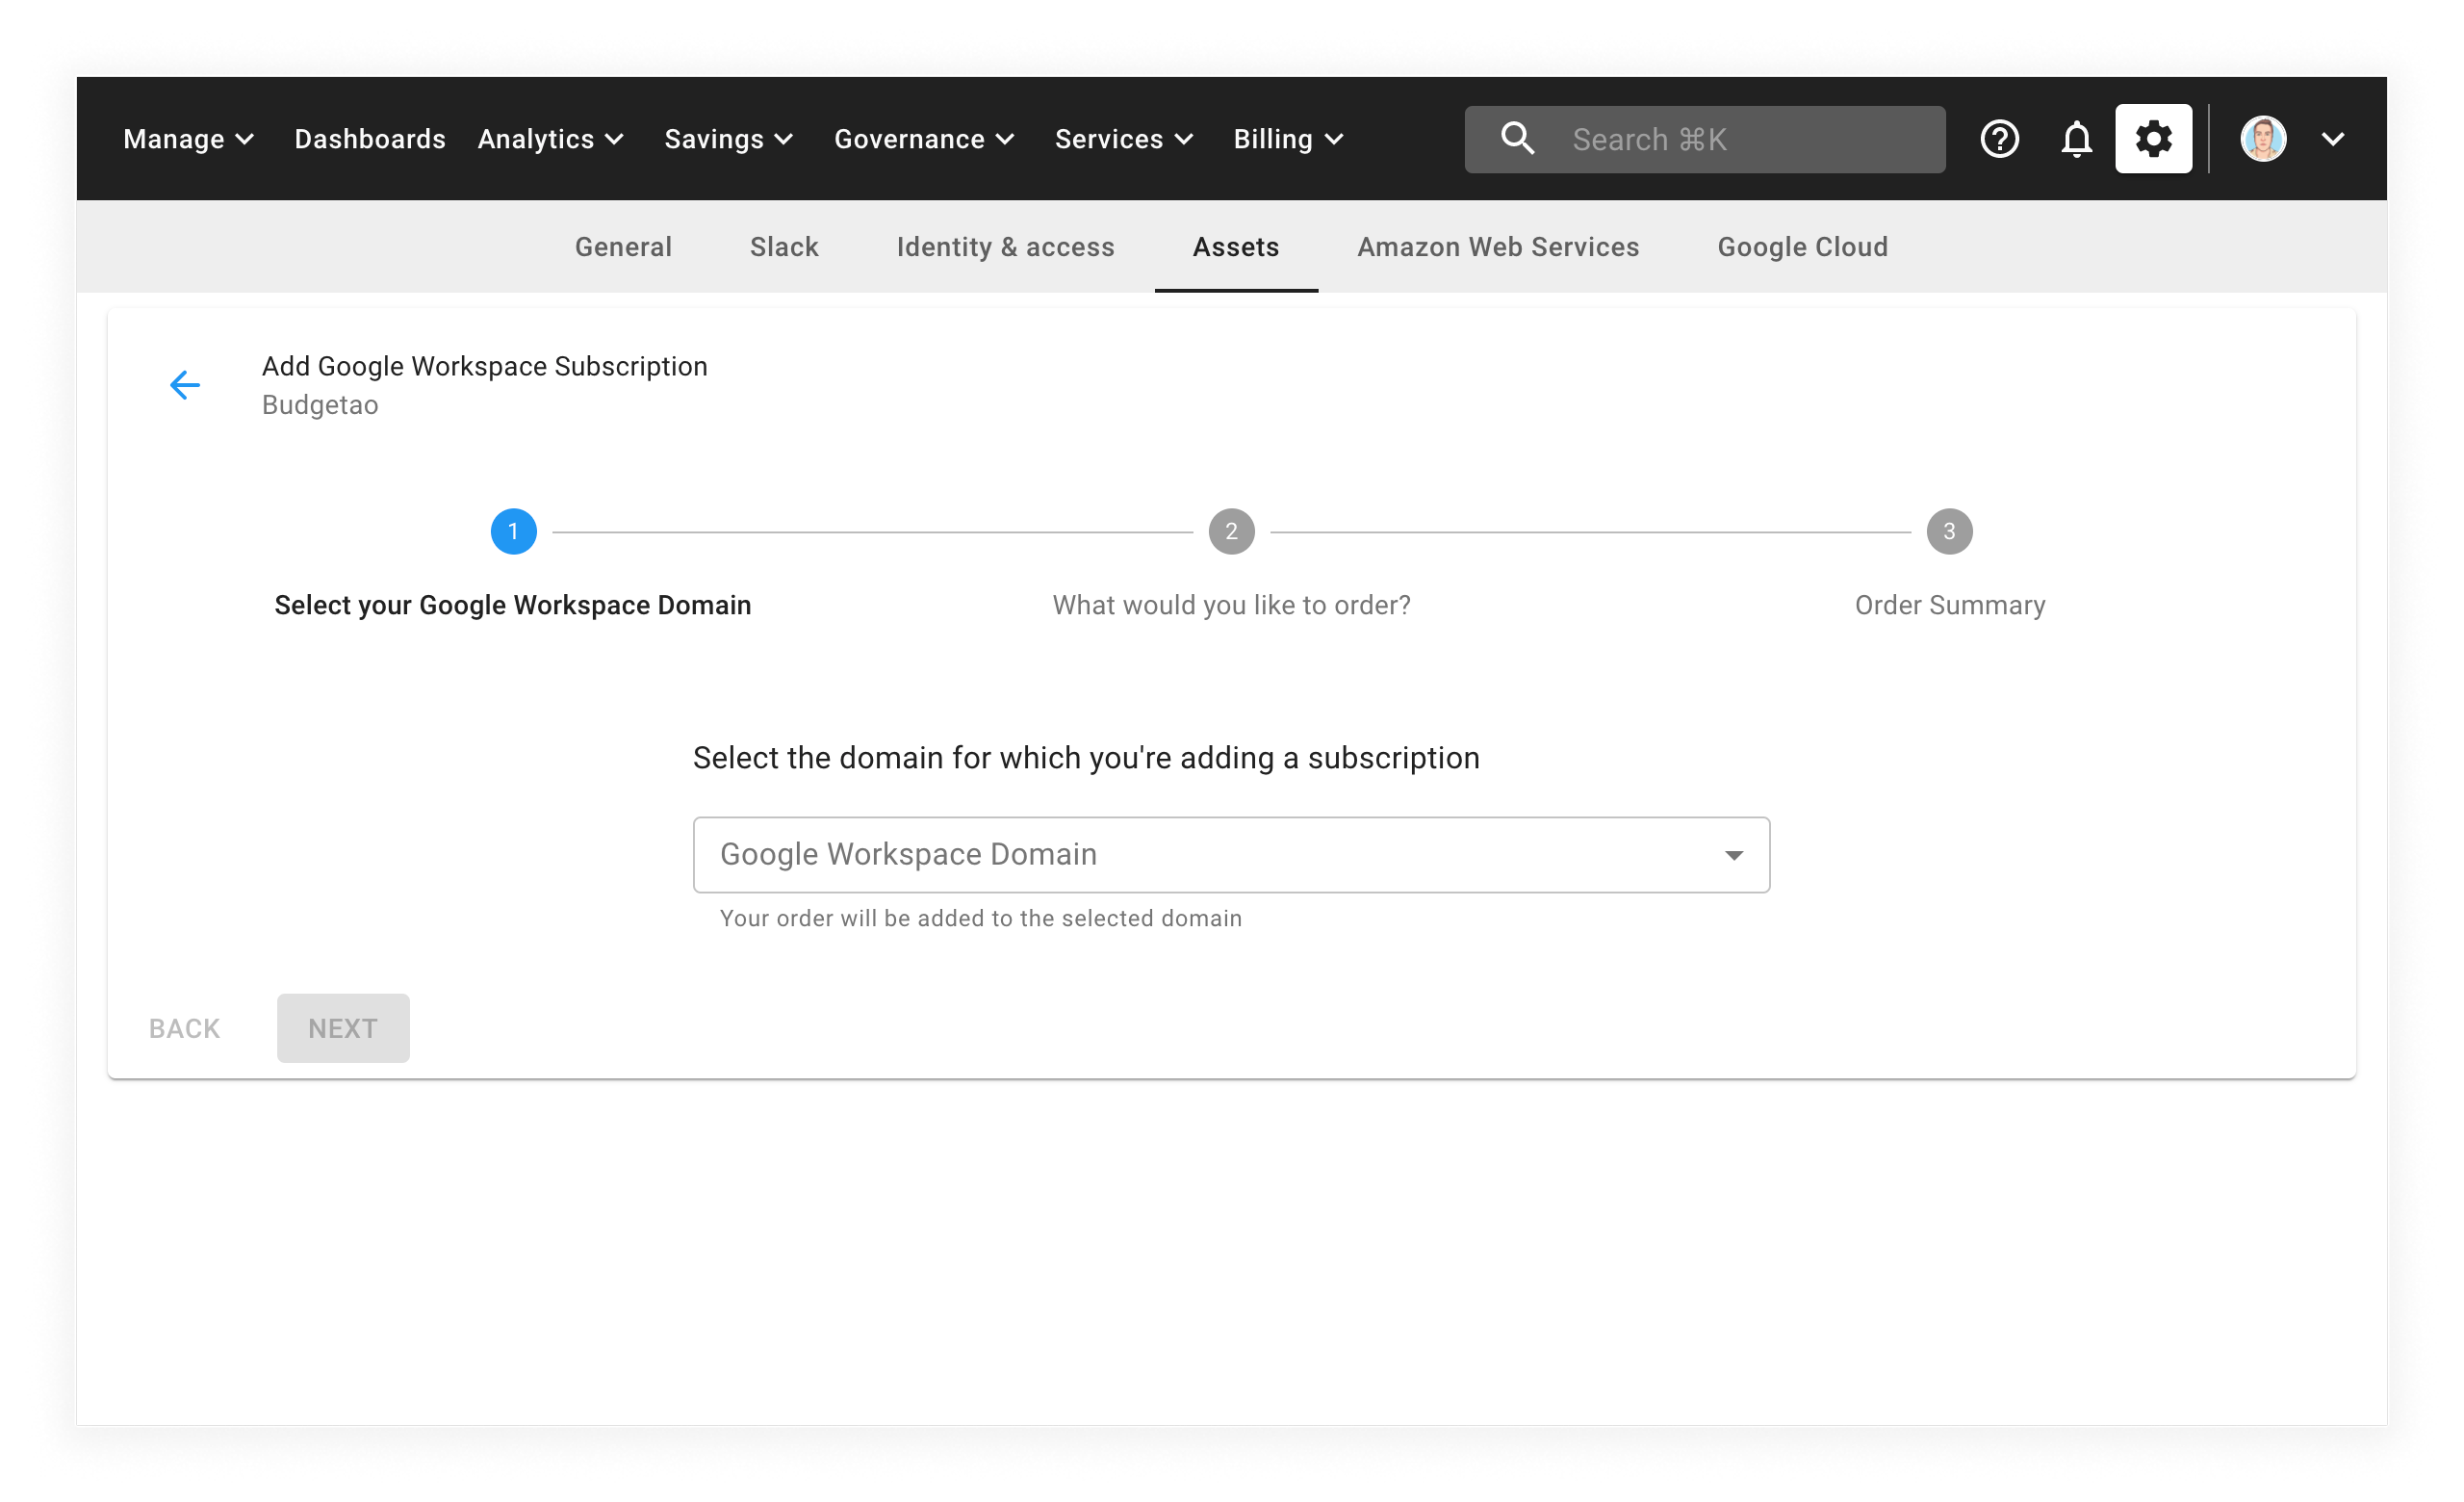 Manage Dashboards Analytics Savings Governance Services Billing Search ⌘K
General Slack Identity & access Assets Amazon Web Services Google Cloud
Add Google Workspace Subscription
Budgetao
1 2 3
Select your Google Workspace Domain What would you like to order? Order Summary
Select the domain for which you're adding a subscription
Google Workspace Domain
Your order will be added to the selected domain
BACK NEXT